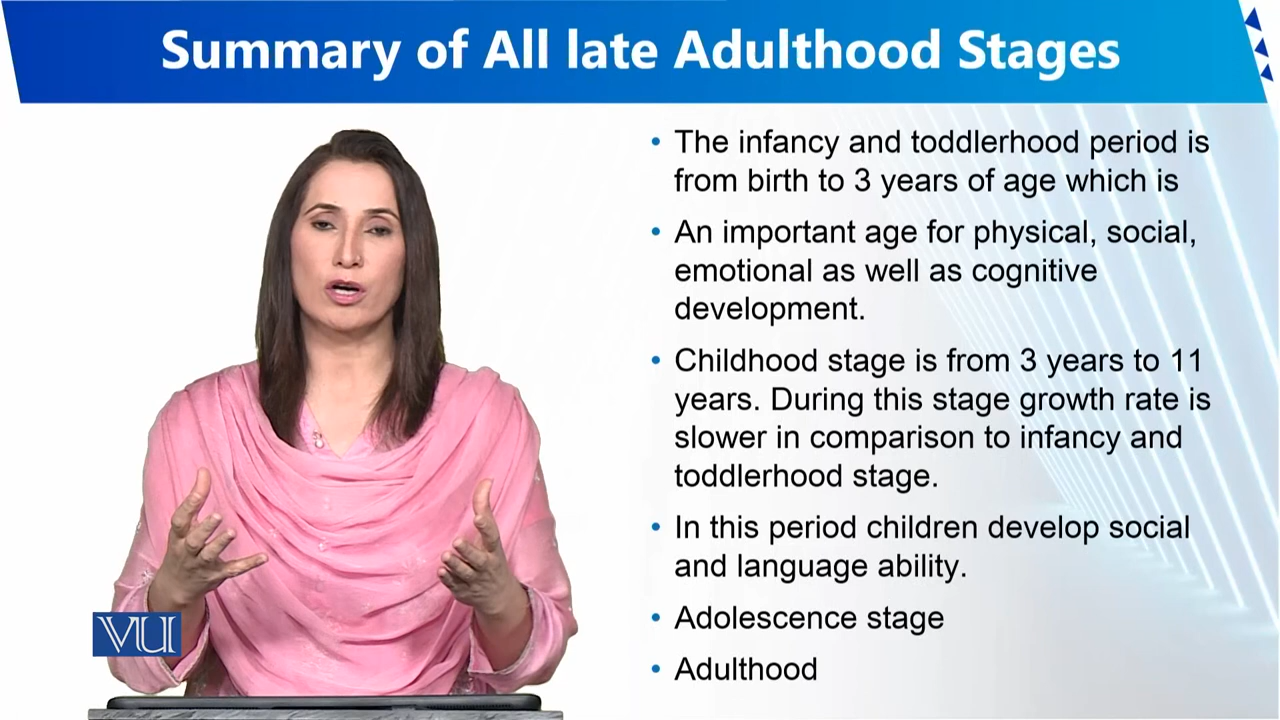 Summary of All late Adulthood Stages
• The infancy and toddlerhood period is
from birth to 3 years of age which is
• An important age for physical, social,
emotional as well as cognitive
development.
• Childhood stage is from 3 years to 11
years. During this stage growth rate is
slower in comparison to infancy and
toddlerhood stage.
• In this period children develop social
and language ability.
• Adolescence stage
• Adulthood
VU